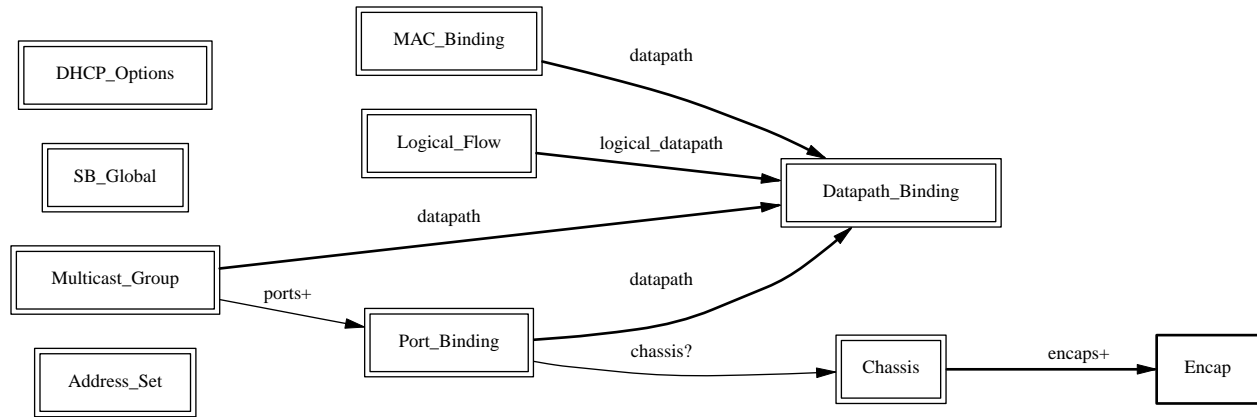 MAC_Binding
datapath
DHCP_Options
Logical_Flow
logical_datapath
SB_Global
Datapath_Binding
datapath
Multicast_Group
datapath
ports+
Port_Binding
chassis?
Address_Set
Chassis
encaps+
Encap